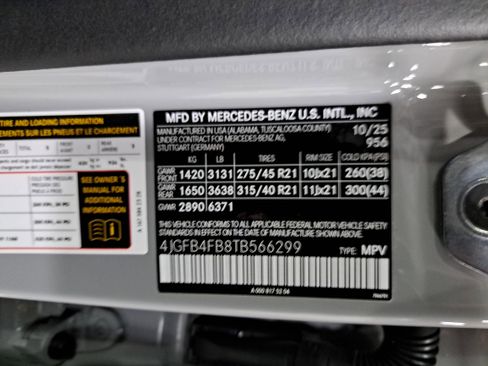 TIRE AND LOADING INFORMATION
SEE OWNER'S
MANUAL FOR
ADDITIONAL
INFORMATION
MFD BY MERCEDES-BENZ U.S. INTL., INC
MANUFACTURED IN USA (ALABAMA, TUSCALOOSA COUNTY) 10/25
UNDER CONTRACT FOR MERCEDES-BENZ AG, 956
STUTTGART (GERMANY)
KG LB TIRES RIM SIZE COLD KPA(PSI)
GAWR FRONT 1420 3131 275/45 R21 10Jx21 260(38)
GAWR REAR 1650 3638 315/40 R21 11Jx21 300(44)
GVWR 2890 6371
THIS VEHICLE CONFORMS TO ALL APPLICABLE FEDERAL MOTOR VEHICLE
SAFETY AND THEFT PREVENTION STANDARDS IN EFFECT ON THE DATE OF
MANUFACTURE SHOWN ABOVE.
4JGFB4FB8TB566299 TYPE: MPV